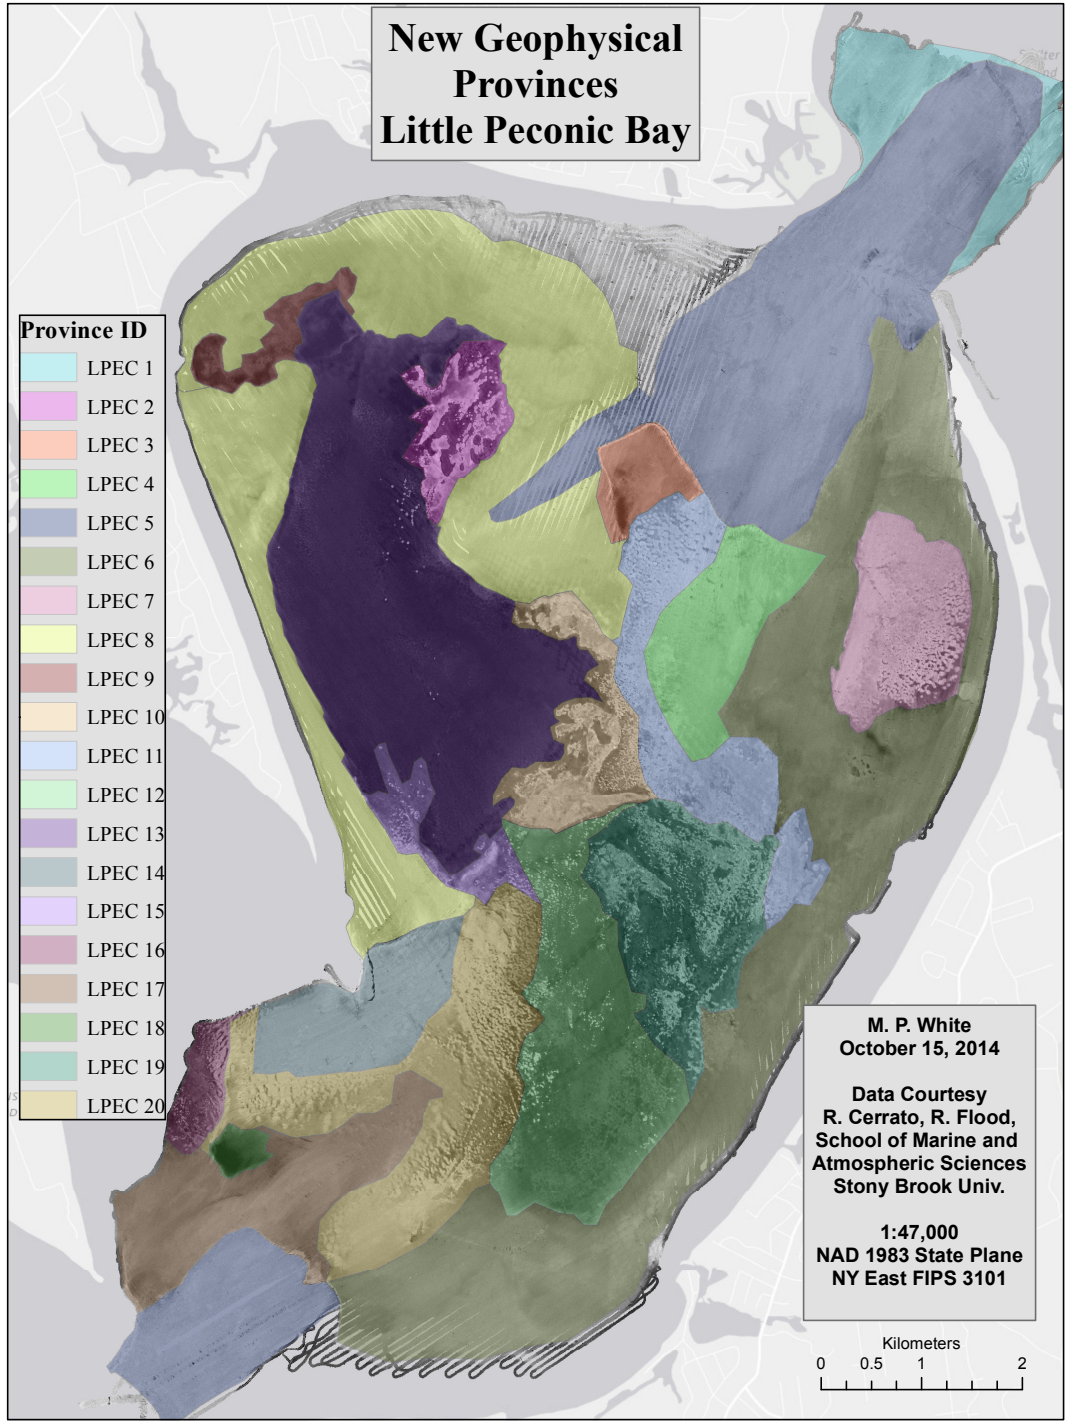 New Geophysical
Provinces
Little Peconic Bay
Province ID
LPEC 1
LPEC 2
LPEC 3
LPEC 4
LPEC 5
LPEC 6
LPEC 7
LPEC 8
LPEC 9
LPEC 10
LPEC 11
LPEC 12
LPEC 13
LPEC 14
LPEC 15
LPEC 16
LPEC 17
LPEC 18
LPEC 19
LPEC 20
M. P. White
October 15, 2014
Data Courtesy
R. Cerrato, R. Flood,
School of Marine and
Atmospheric Sciences
Stony Brook Univ.
1:47,000
NAD 1983 State Plane
NY East FIPS 3101
Kilometers
0 0.5 1 2